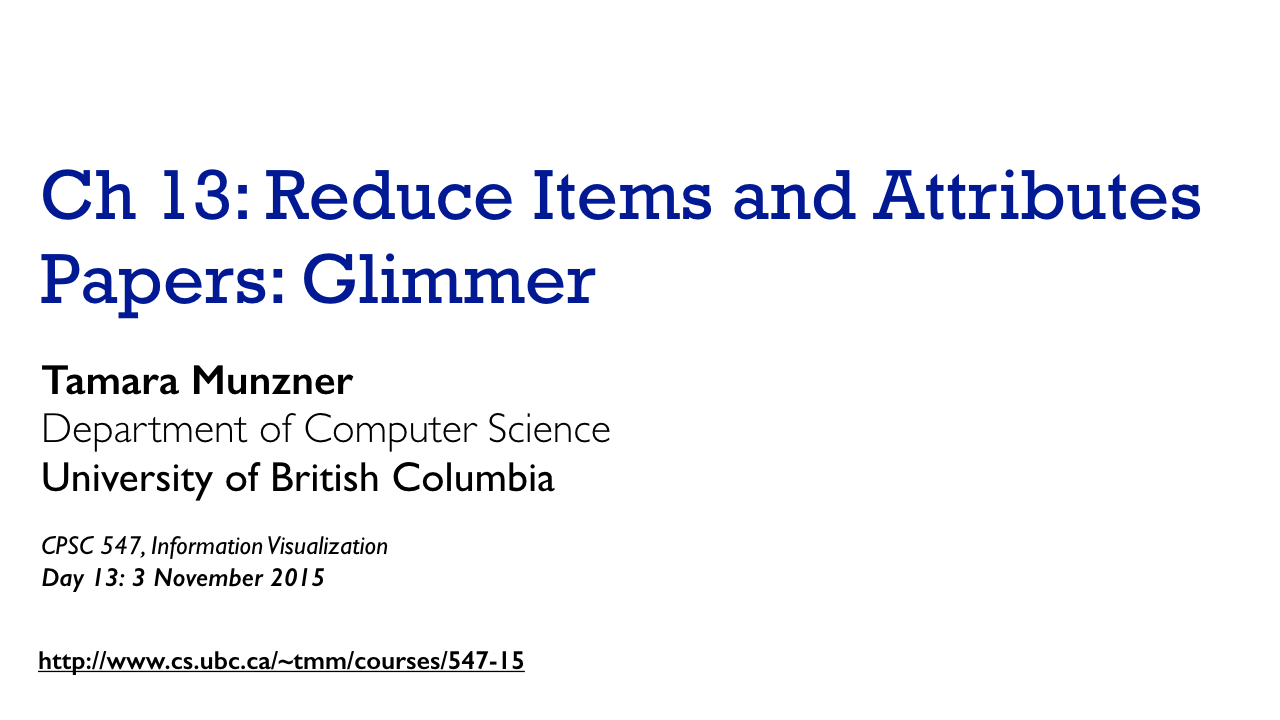 Ch 13: Reduce Items and Attributes
Papers: Glimmer
Tamara Munzner
Department of Computer Science
University of British Columbia
CPSC 547, Information Visualization
Day 13: 3 November 2015
http://www.cs.ubc.ca/~tmm/courses/547-15